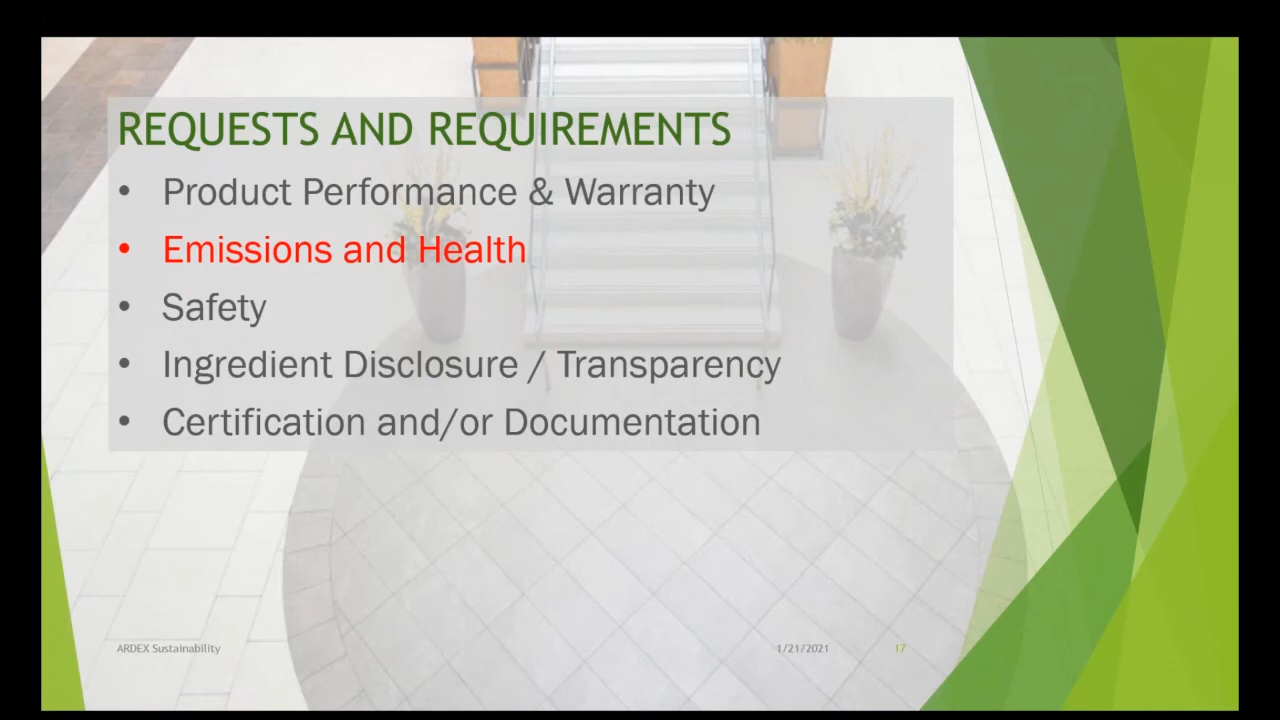 REQUESTS AND REQUIREMENTS
• Product Performance & Warranty
• Emissions and Health
• Safety
• Ingredient Disclosure / Transparency
• Certification and/or Documentation
ARDEX Sustainability 1/21/2021 17